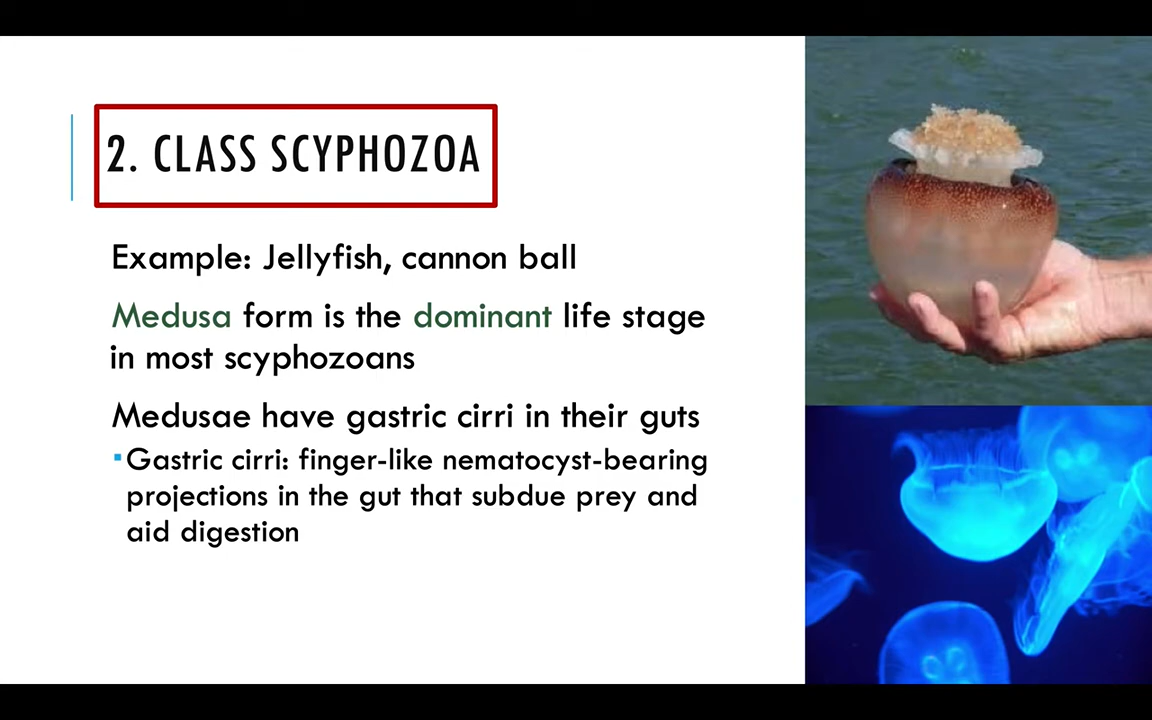 2. CLASS SCYPHOZOA
Example: Jellyfish, cannon ball
Medusa form is the dominant life stage
in most scyphozoans
Medusae have gastric cirri in their guts
▪Gastric cirri: finger-like nematocyst-bearing
projections in the gut that subdue prey and
aid digestion